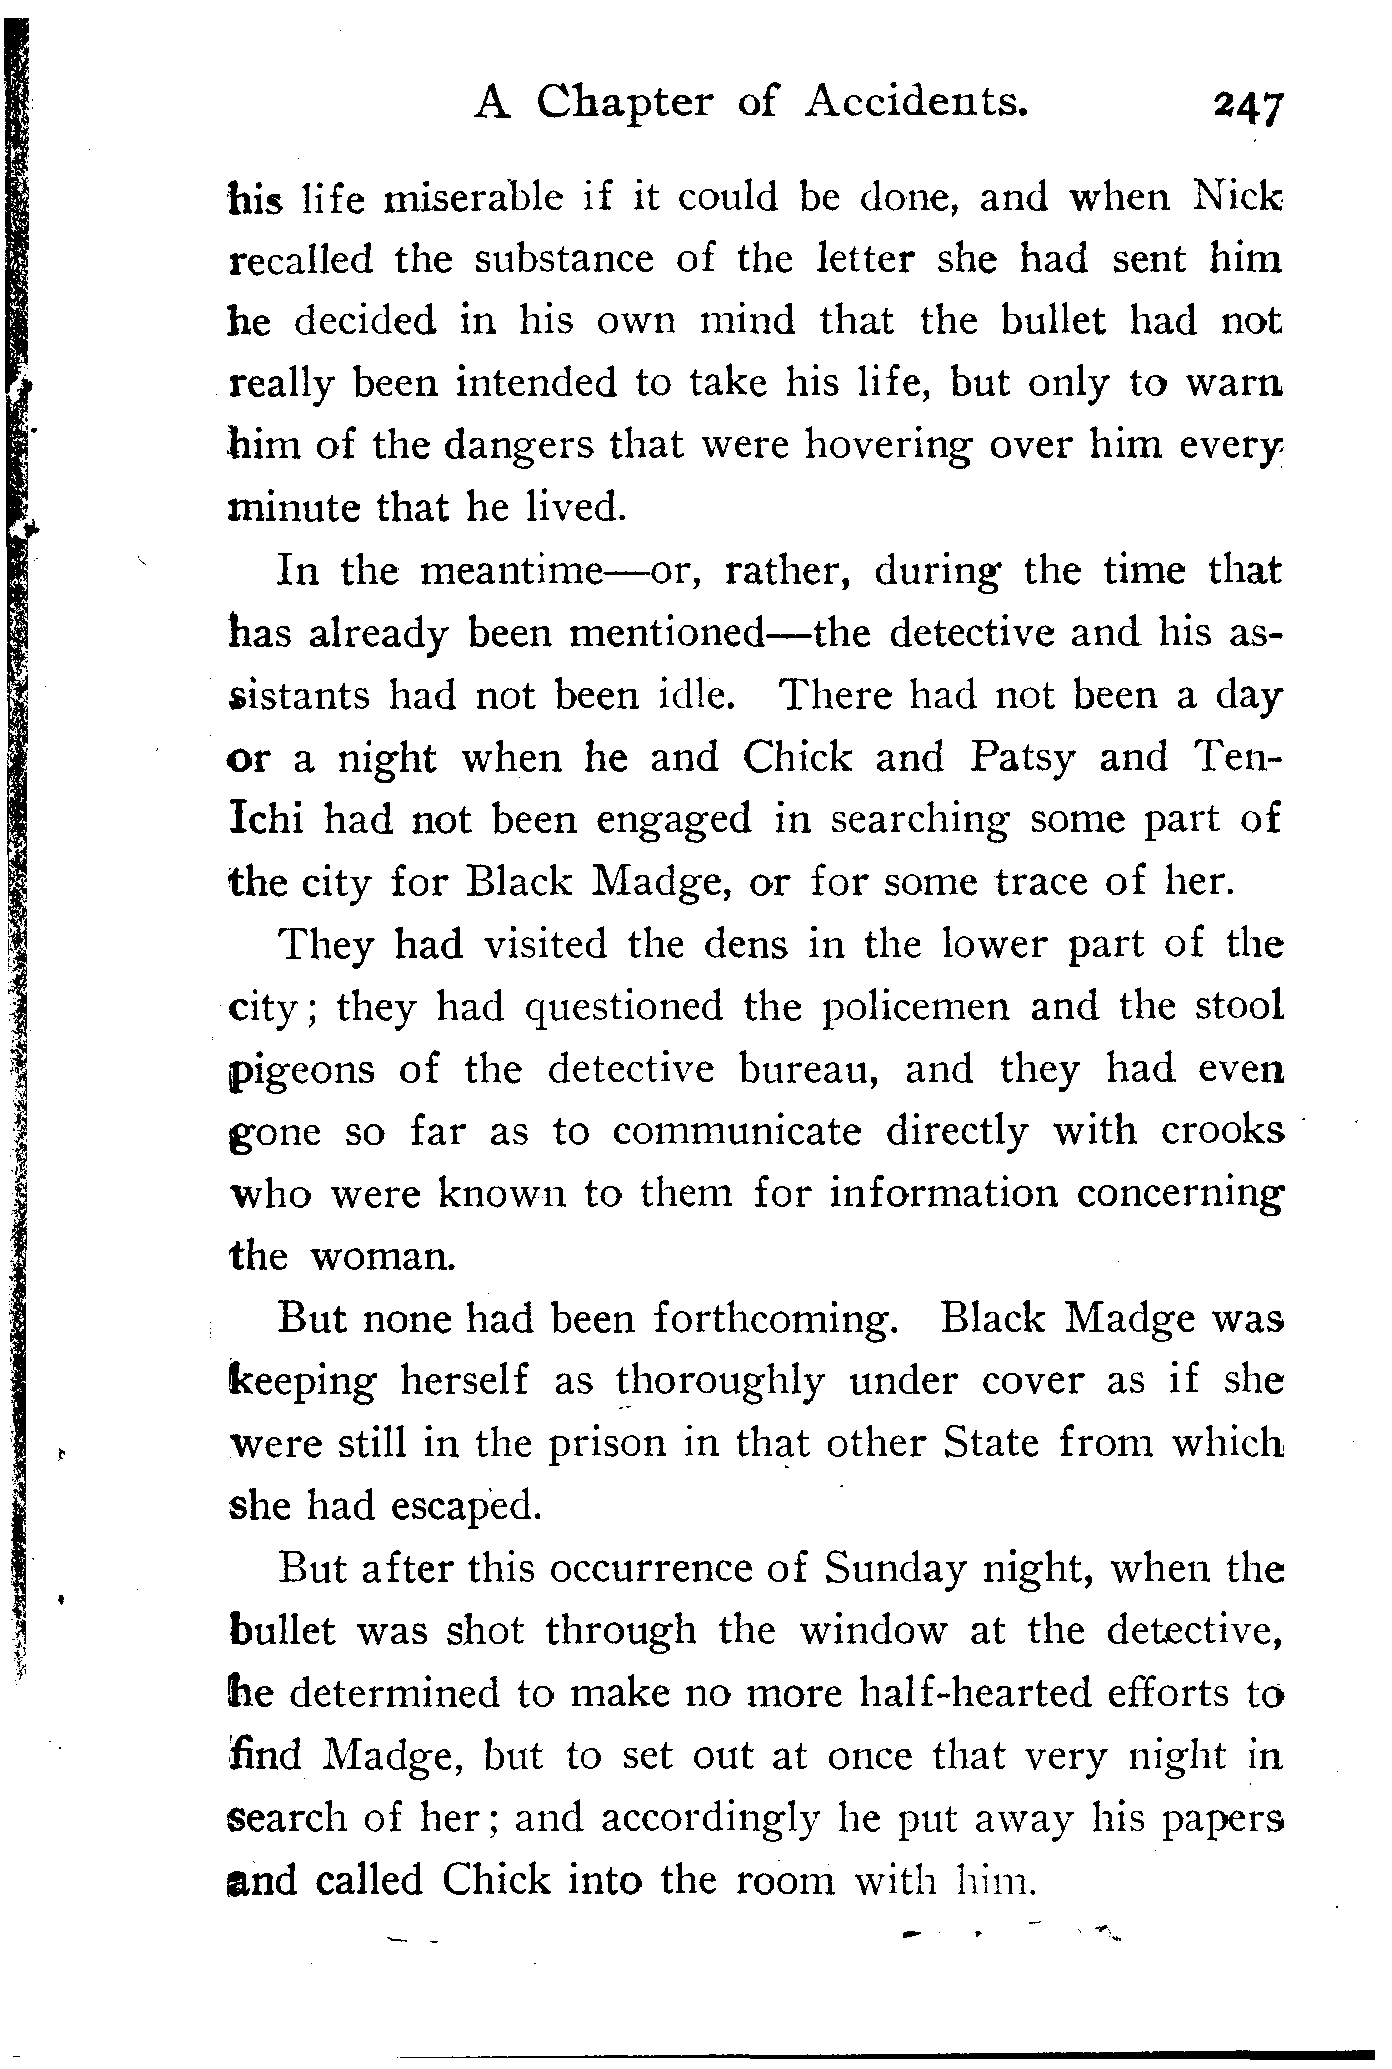 A Chapter of Accidents. 247
his life miserable if it could be done, and when Nick
recalled the substance of the letter she had sent him
he decided in his own mind that the bullet had not
really been intended to take his life, but only to warn
him of the dangers that were hovering over him every
minute that he lived.
In the meantime—or, rather, during the time that
has already been mentioned—the detective and his as-
sistants had not been idle. There had not been a day
or a night when he and Chick and Patsy and Ten-
Ichi had not been engaged in searching some part of
the city for Black Madge, or for some trace of her.
They had visited the dens in the lower part of the
city; they had questioned the policemen and the stool
pigeons of the detective bureau, and they had even
gone so far as to communicate directly with crooks
who were known to them for information concerning
the woman.
But none had been forthcoming. Black Madge was
keeping herself as thoroughly under cover as if she
were still in the prison in that other State from which
she had escaped.
But after this occurrence of Sunday night, when the
bullet was shot through the window at the detective,
he determined to make no more half-hearted efforts to
find Madge, but to set out at once that very night in
search of her; and accordingly he put away his papers
and called Chick into the room with him.